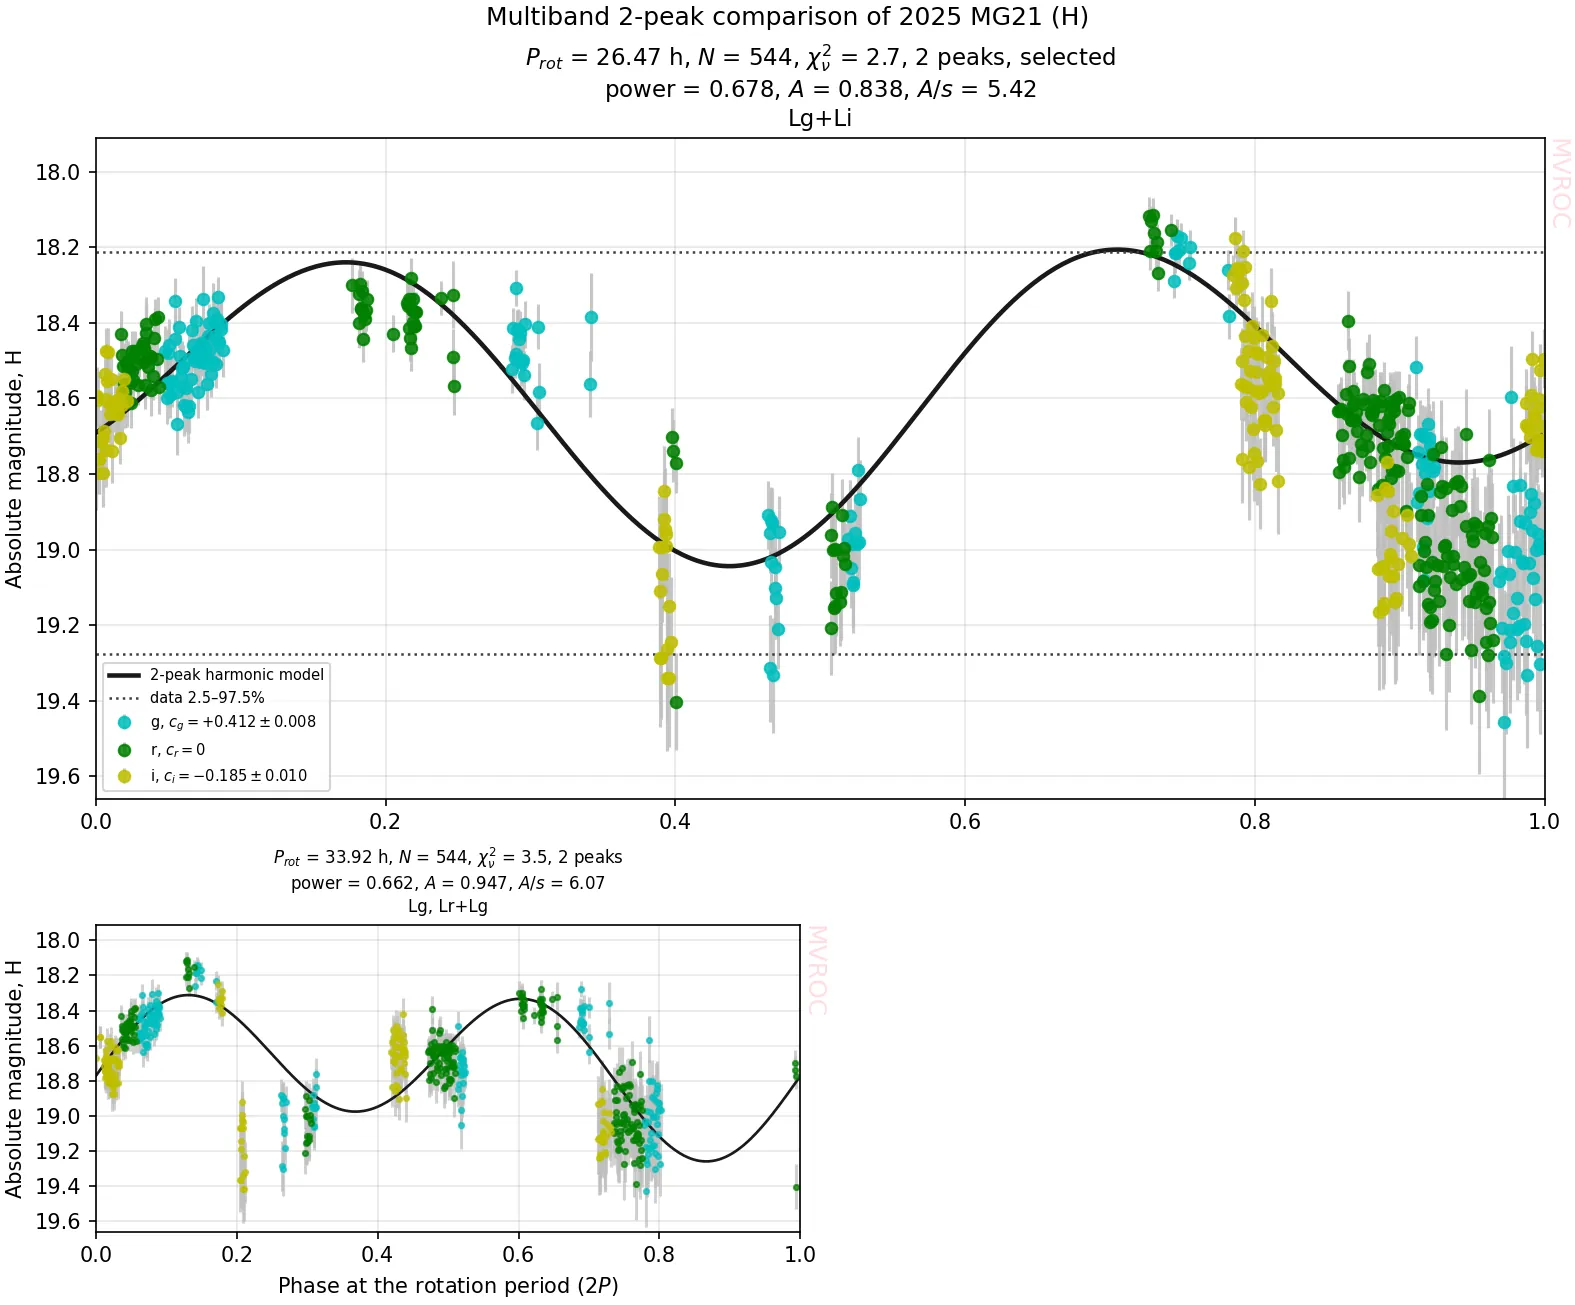 Multiband 2-peak comparison of 2025 MG21 (H)
P_rot = 26.47 h, N = 544, χ²_ν = 2.7, 2 peaks, selected
power = 0.678, A = 0.838, A/s = 5.42
Lg+Li
MVROC
Absolute magnitude, H
18.0
18.2
18.4
18.6
18.8
19.0
19.2
19.4
19.6
2-peak harmonic model
data 2.5–97.5%
g, c_g = +0.412 ± 0.008
r, c_r = 0
i, c_i = −0.185 ± 0.010
0.0 0.2 0.4 0.6 0.8 1.0
P_rot = 33.92 h, N = 544, χ²_ν = 3.5, 2 peaks
power = 0.662, A = 0.947, A/s = 6.07
Lg, Lr+Lg
MVROC
Absolute magnitude, H
18.0
18.2
18.4
18.6
18.8
19.0
19.2
19.4
19.6
0.0 0.2 0.4 0.6 0.8 1.0
Phase at the rotation period (2P)